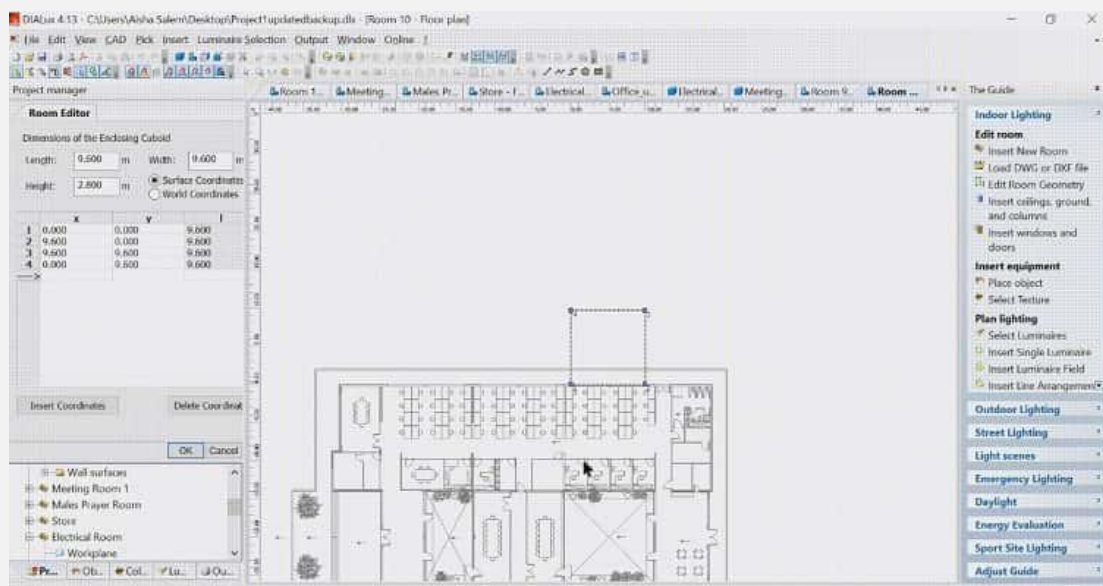 DIALux 4.13 - C:\Users\Aisha Salem\Desktop\Project1updatedbackup.dlx - [Room 10 - Floor plan]
File Edit View CAD Pick Insert Luminaire Selection Output Window Online
Project manager
Room 1... Meeting... Males Pr... Store - Electrical... Office_u... Electrical... Meeting... Room 9... Room ...
The Guide
Room Editor
Dimensions of the Enclosing Cuboid
Length: 9.600 m Width: 9.600 m
Height: 2.800 m
Surface Coordinates
World Coordinates
x y l
1 0.000 0.000 9.600
2 9.600 0.000 9.600
3 9.600 9.600 9.600
4 0.000 9.600 9.600
Insert Coordinates Delete Coordinat
OK Cancel
Wall surfaces
Meeting Room 1
Males Prayer Room
Store
Electrical Room
Workplane
Pr... Ob... Col... Lu... Ou...
Indoor Lighting
Edit room
Insert New Room
Load DWG or DXF file
Edit Room Geometry
Insert ceilings, ground, and columns
Insert windows and doors
Insert equipment
Place object
Select Texture
Plan lighting
Select Luminaires
Insert Single Luminaire
Insert Luminaire Field
Insert Line Arrangement
Outdoor Lighting
Street Lighting
Light scenes
Emergency Lighting
Daylight
Energy Evaluation
Sport Site Lighting
Adjust Guide